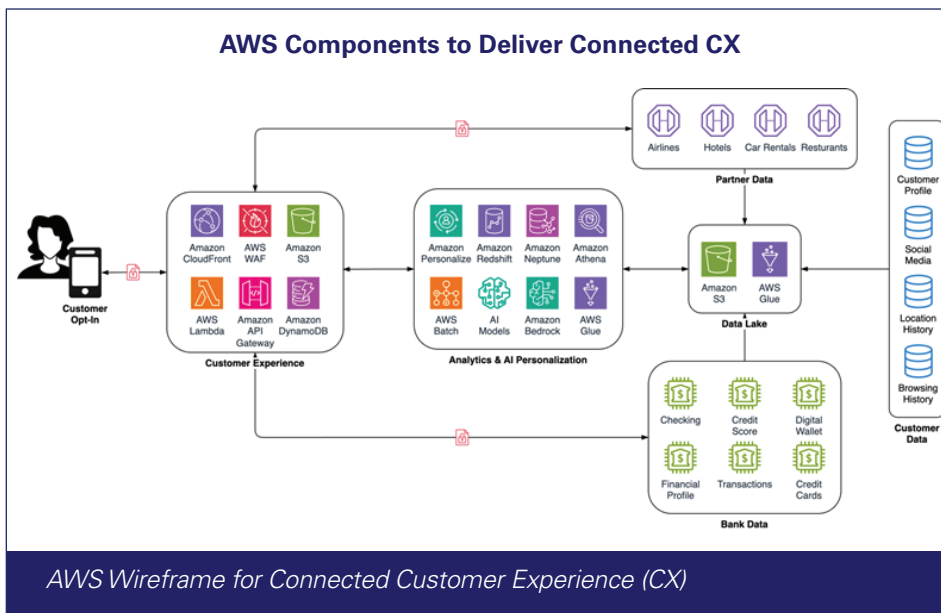 AWS Components to Deliver Connected CX
Airlines
Hotels
Car Rentals
Resturants
Partner Data
Customer
Opt-In
Amazon
CloudFront
AWS
WAF
Amazon
S3
AWS
Lambda
Amazon
API
Gateway
Amazon
DynamoDB
Customer Experience
Amazon
Personalize
Amazon
Redshift
Amazon
Neptune
Amazon
Athena
AWS
Batch
AI
Models
Amazon
Bedrock
AWS
Glue
Analytics & AI Personalization
Amazon
S3
AWS
Glue
Data Lake
Customer
Profile
Social
Media
Location
History
Browsing
History
Customer
Data
Checking
Credit
Score
Digital
Wallet
Financial
Profile
Transactions
Credit
Cards
Bank Data
AWS Wireframe for Connected Customer Experience (CX)